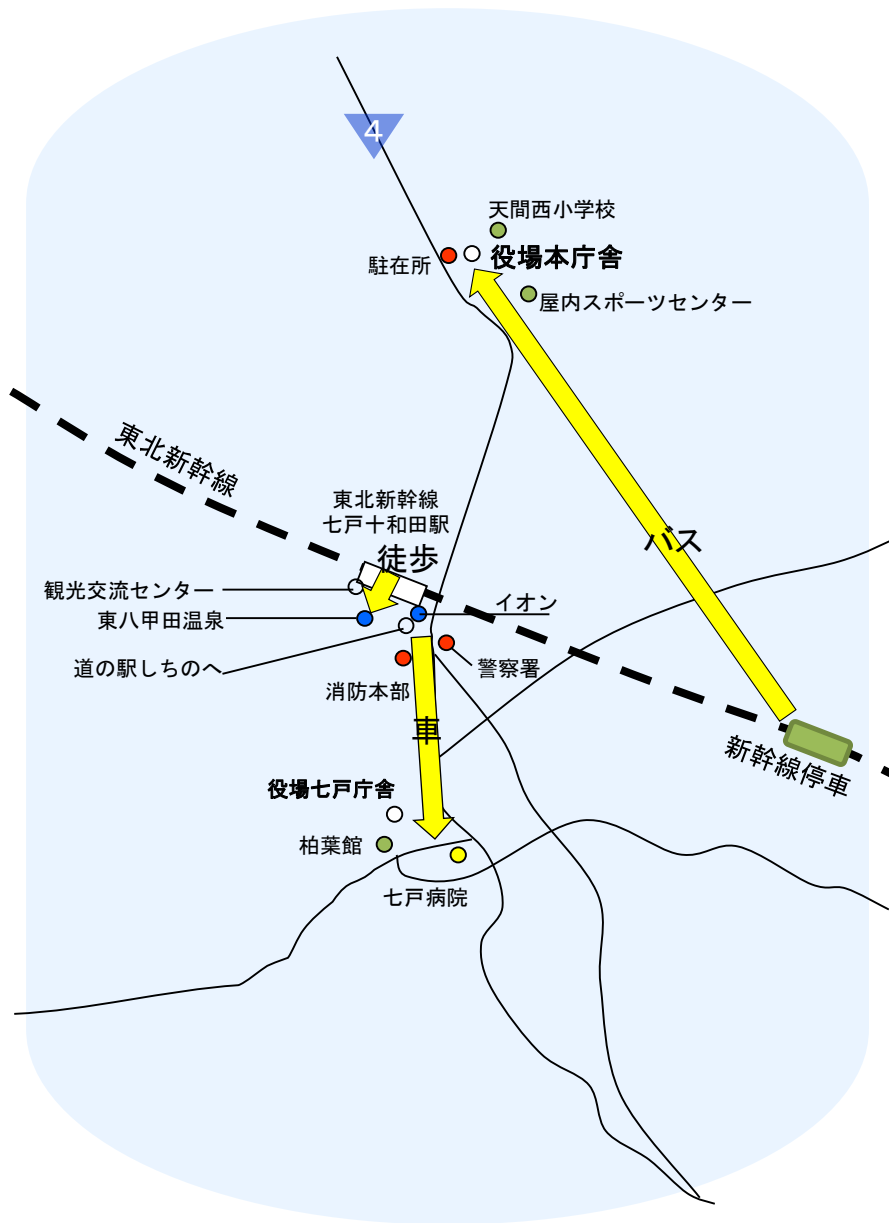 4
天間西小学校
役場本庁舎
駐在所
屋内スポーツセンター
東北新幹線
東北新幹線
七戸十和田駅
徒歩
バス
観光交流センター
イオン
東八甲田温泉
道の駅しちのへ
警察署
消防本部
車
新幹線停車
役場七戸庁舎
柏葉館
七戸病院